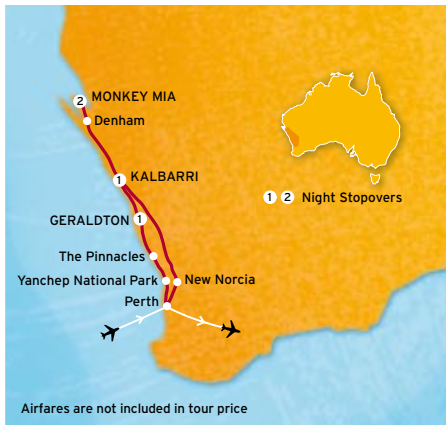 2 MONKEY MIA
Denham
1 KALBARRI
1 2 Night Stopovers
GERALDTON 1
The Pinnacles
Yanchep National Park
New Norcia
Perth
Airfares are not included in tour price